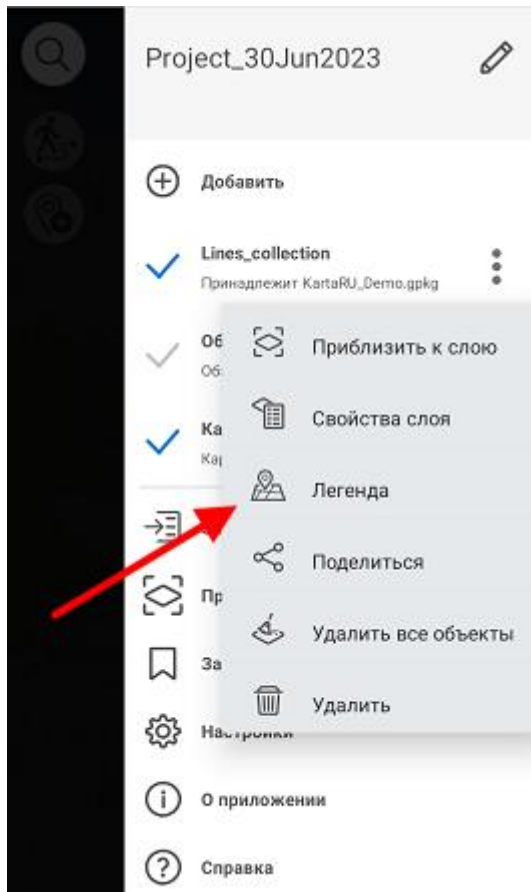 Project_30Jun2023
Добавить
Lines_collection
Принадлежит KartaRU_Demo.gpkg
Приблизить к слою
Свойства слоя
Легенда
Поделиться
Удалить все объекты
Удалить
Настройки
О приложении
Справка